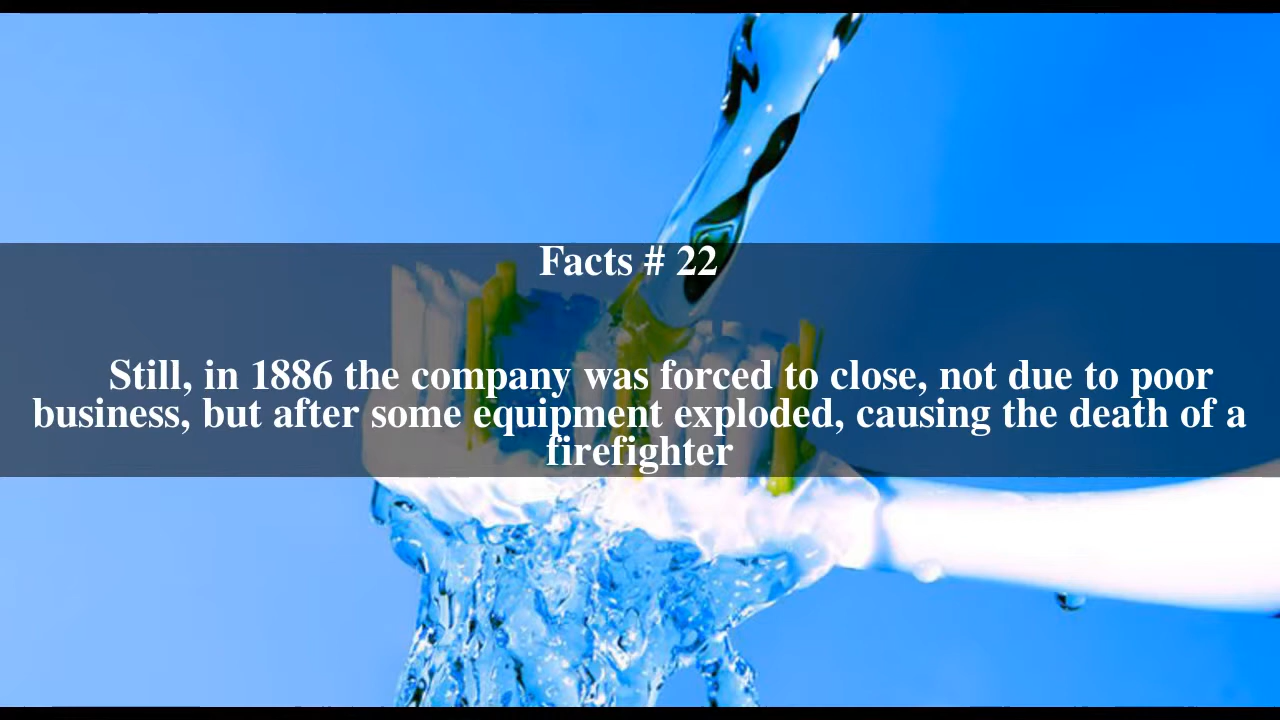 Facts # 22
Still, in 1886 the company was forced to close, not due to poor
business, but after some equipment exploded, causing the death of a
firefighter